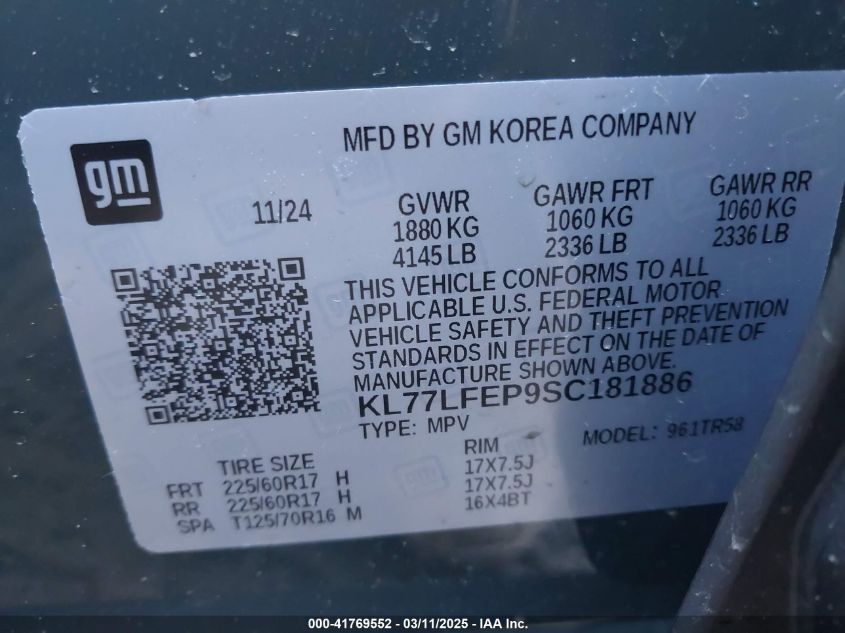 MFD BY GM KOREA COMPANY
gm
11/24
GVWR GAWR FRT GAWR RR
1880 KG 1060 KG 1060 KG
4145 LB 2336 LB 2336 LB
THIS VEHICLE CONFORMS TO ALL
APPLICABLE U.S. FEDERAL MOTOR
VEHICLE SAFETY AND THEFT PREVENTION
STANDARDS IN EFFECT ON THE DATE OF
MANUFACTURE SHOWN ABOVE.
KL77LFEP9SC181886
TYPE: MPV MODEL: 961TR58
TIRE SIZE RIM
FRT 225/60R17 H 17X7.5J
RR 225/60R17 H 17X7.5J
SPA T125/70R16 M 16X4BT
000-41769552 - 03/11/2025 - IAA Inc.